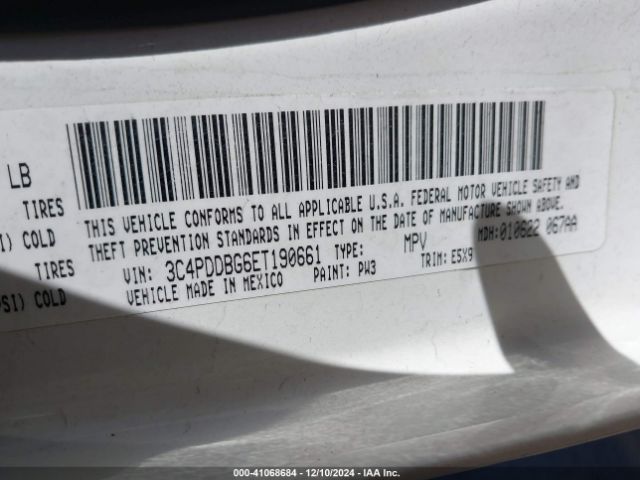 LB
TIRES
I) COLD
TIRES
SI) COLD
THIS VEHICLE CONFORMS TO ALL APPLICABLE U.S.A. FEDERAL MOTOR VEHICLE SAFETY AND
THEFT PREVENTION STANDARDS IN EFFECT ON THE DATE OF MANUFACTURE SHOWN ABOVE.
VIN: 3C4PDDBG6ET190661 TYPE: MPV MDH: 010622 067AA
VEHICLE MADE IN MEXICO PAINT: PW3 TRIM: E5X9
000-41068684 - 12/10/2024 - IAA Inc.